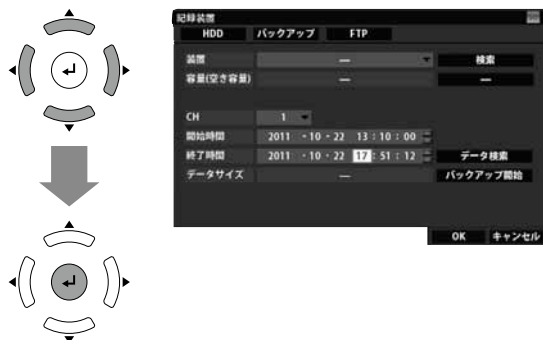 記録装置
HDD バックアップ FTP
装置 — 検索
容量(空き容量) — —
CH 1
開始時間 2011 - 10 - 22 13 : 10 : 00
終了時間 2011 - 10 - 22 17 : 51 : 12 データ検索
データサイズ — バックアップ開始
OK キャンセル